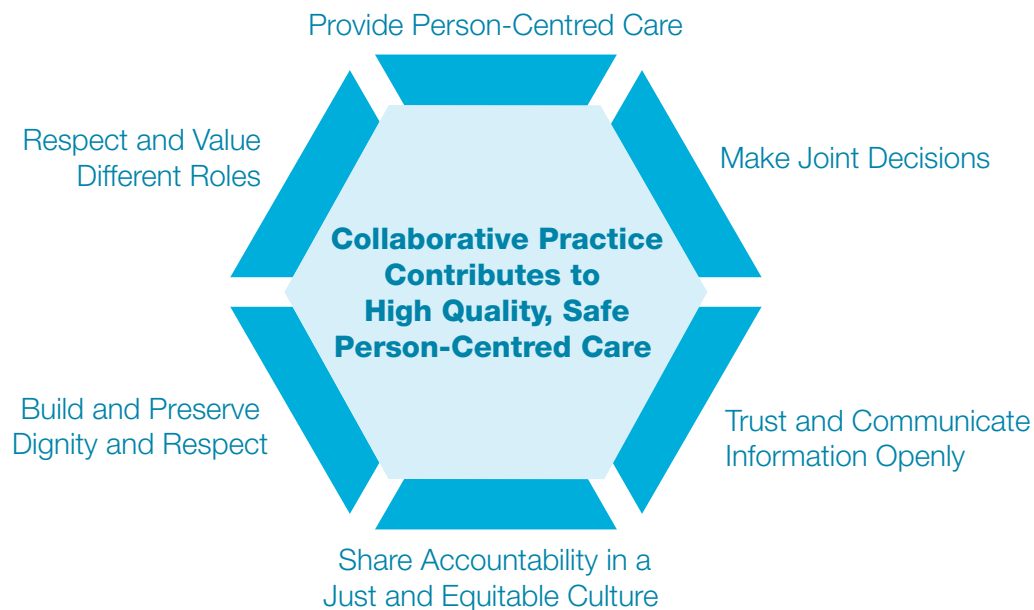 Provide Person-Centred Care
Respect and Value
Different Roles
Make Joint Decisions
Collaborative Practice
Contributes to
High Quality, Safe
Person-Centred Care
Build and Preserve
Dignity and Respect
Trust and Communicate
Information Openly
Share Accountability in a
Just and Equitable Culture